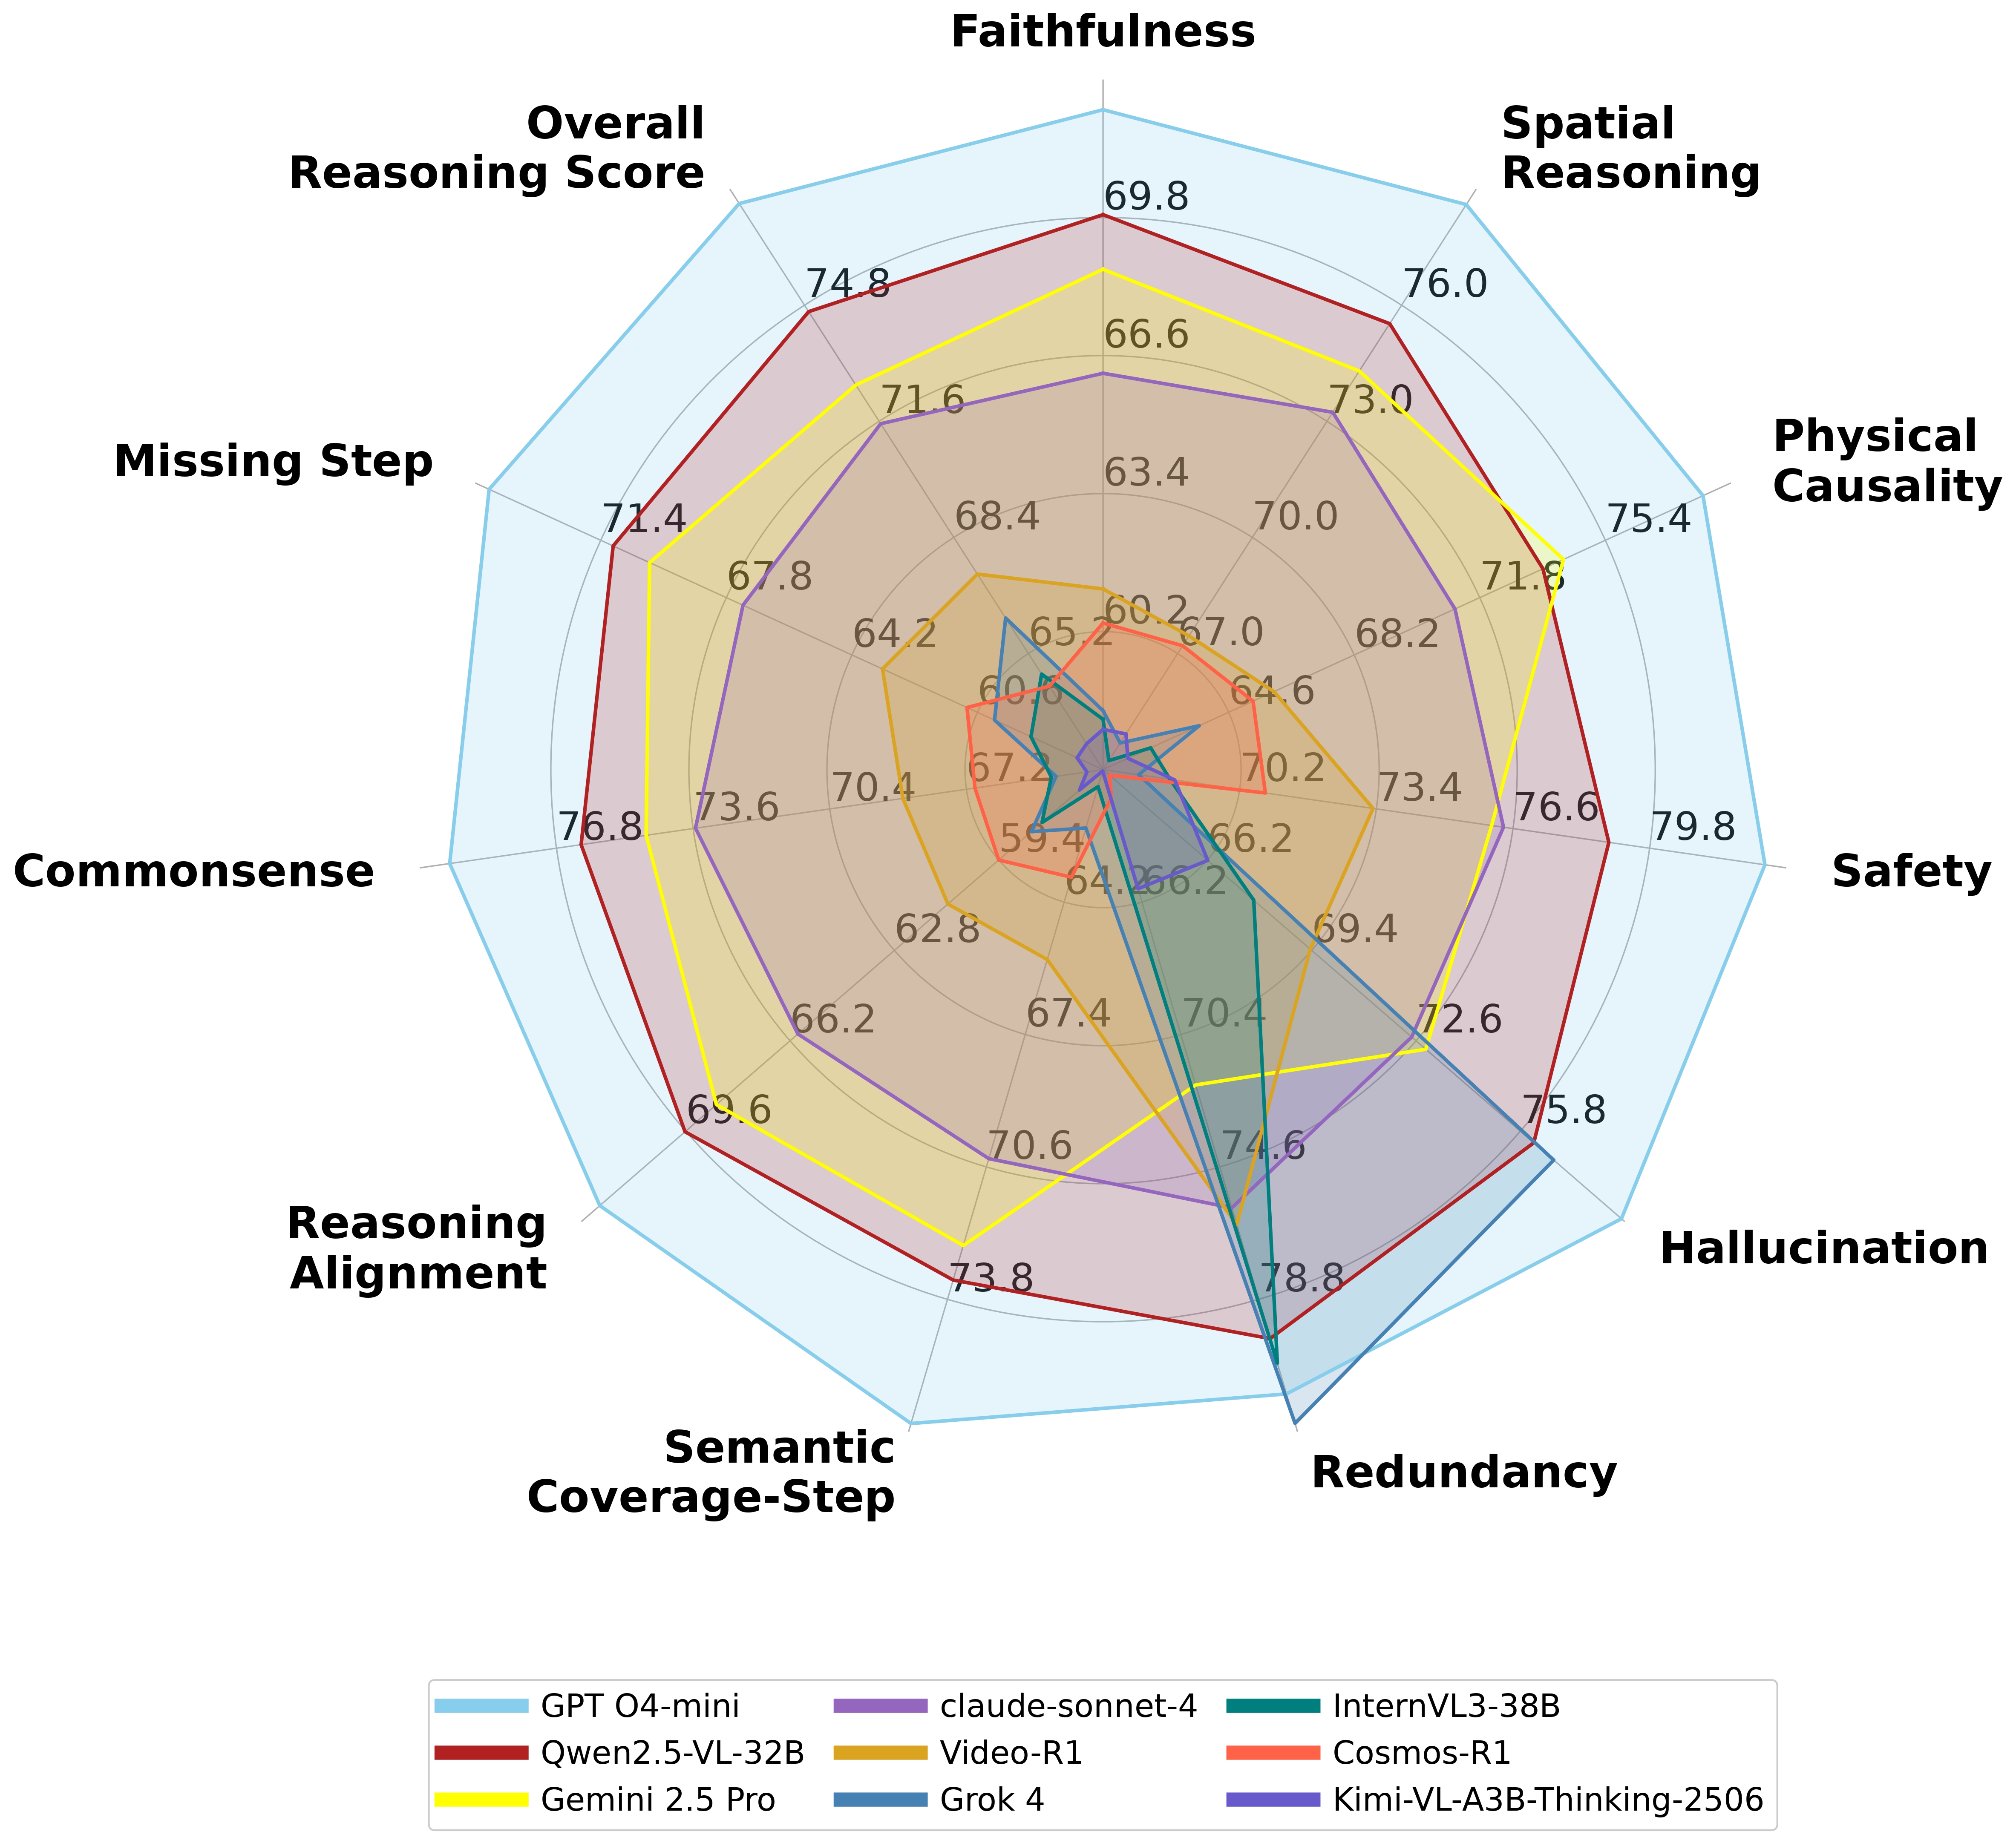 Faithfulness
Overall
Reasoning Score
Spatial
Reasoning
Missing Step
Physical
Causality
Commonsense
Safety
Reasoning
Alignment
Hallucination
Semantic
Coverage-Step
Redundancy
69.8
66.6
63.4
60.2
76.0
73.0
70.0
67.0
75.4
71.8
68.2
64.6
79.8
76.6
73.4
70.2
75.8
72.6
69.4
66.2
78.8
74.6
70.4
66.2
73.8
70.6
67.4
64.2
69.6
66.2
62.8
59.4
76.8
73.6
70.4
67.2
71.4
67.8
64.2
60.6
74.8
71.6
68.4
65.2
GPT O4-mini
Qwen2.5-VL-32B
Gemini 2.5 Pro
claude-sonnet-4
Video-R1
Grok 4
InternVL3-38B
Cosmos-R1
Kimi-VL-A3B-Thinking-2506